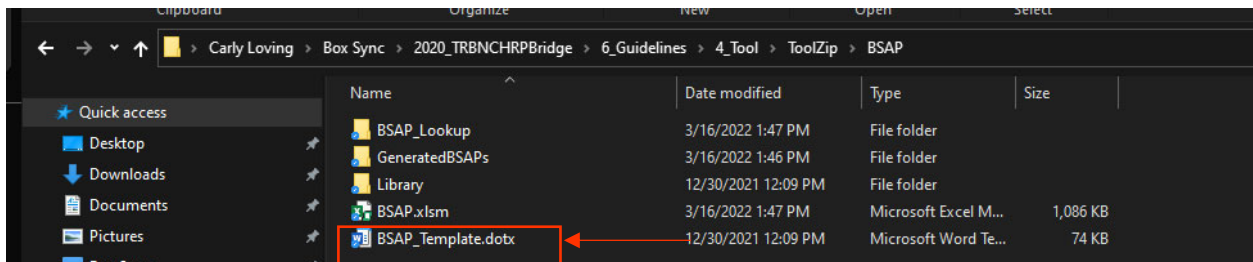 Clipboard Organize New Open Select
Carly Loving > Box Sync > 2020_TRBNCHRPBridge > 6_Guidelines > 4_Tool > ToolZip > BSAP
Name Date modified Type Size
Quick access
BSAP_Lookup 3/16/2022 1:47 PM File folder
Desktop
GeneratedBSAPs 3/16/2022 1:46 PM File folder
Downloads
Library 12/30/2021 12:09 PM File folder
Documents
BSAP.xlsm 3/16/2022 1:47 PM Microsoft Excel M... 1,086 KB
Pictures
BSAP_Template.dotx 12/30/2021 12:09 PM Microsoft Word Te... 74 KB